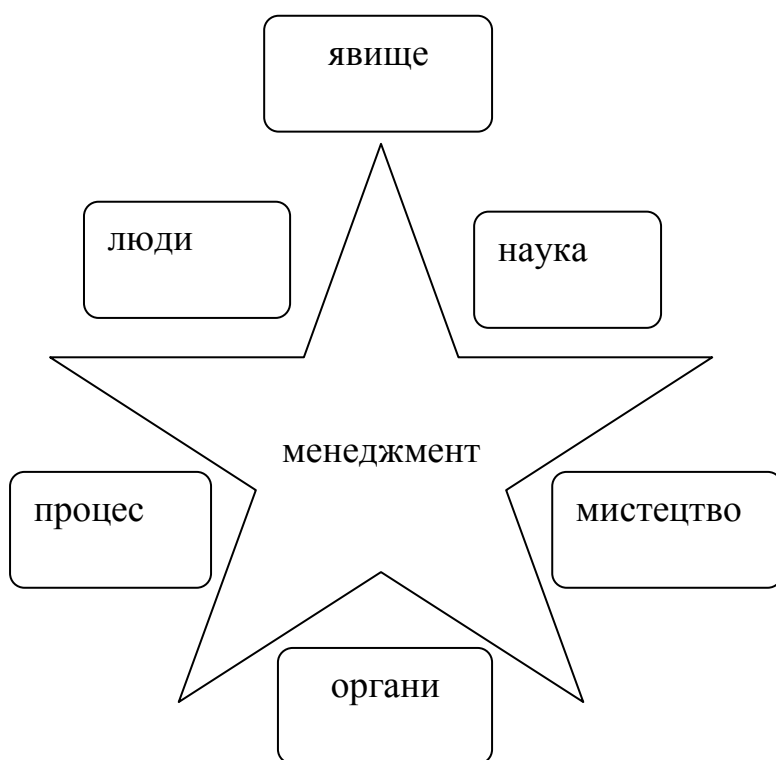 явище
люди
наука
менеджмент
процес
мистецтво
органи